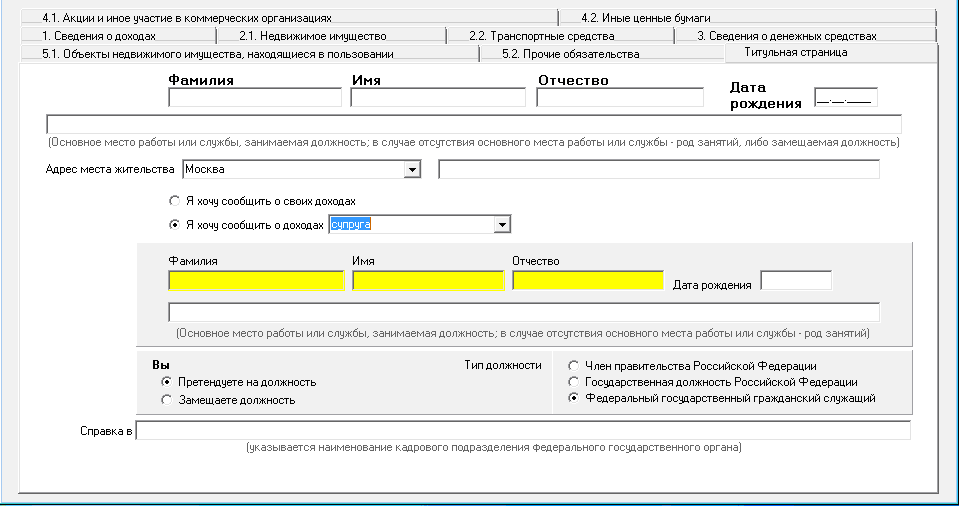 4.1. Акции и иное участие в коммерческих организациях 4.2. Иные ценные бумаги
1. Сведения о доходах 2.1. Недвижимое имущество 2.2. Транспортные средства 3. Сведения о денежных средствах
5.1. Объекты недвижимого имущества, находящиеся в пользовании 5.2. Прочие обязательства Титульная страница
Фамилия Имя Отчество Дата рождения
__.__.____
(Основное место работы или службы, занимаемая должность; в случае отсутствия основного места работы или службы - род занятий, либо замещаемая должность)
Адрес места жительства Москва
Я хочу сообщить о своих доходах
Я хочу сообщить о доходах супруга
Фамилия Имя Отчество
Дата рождения
(Основное место работы или службы, занимаемая должность; в случае отсутствия основного места работы или службы - род занятий)
Вы Тип должности Член правительства Российской Федерации
Претендуете на должность Государственная должность Российской Федерации
Замещаете должность Федеральный государственный гражданский служащий
Справка в
(указывается наименование кадрового подразделения федерального государственного органа)